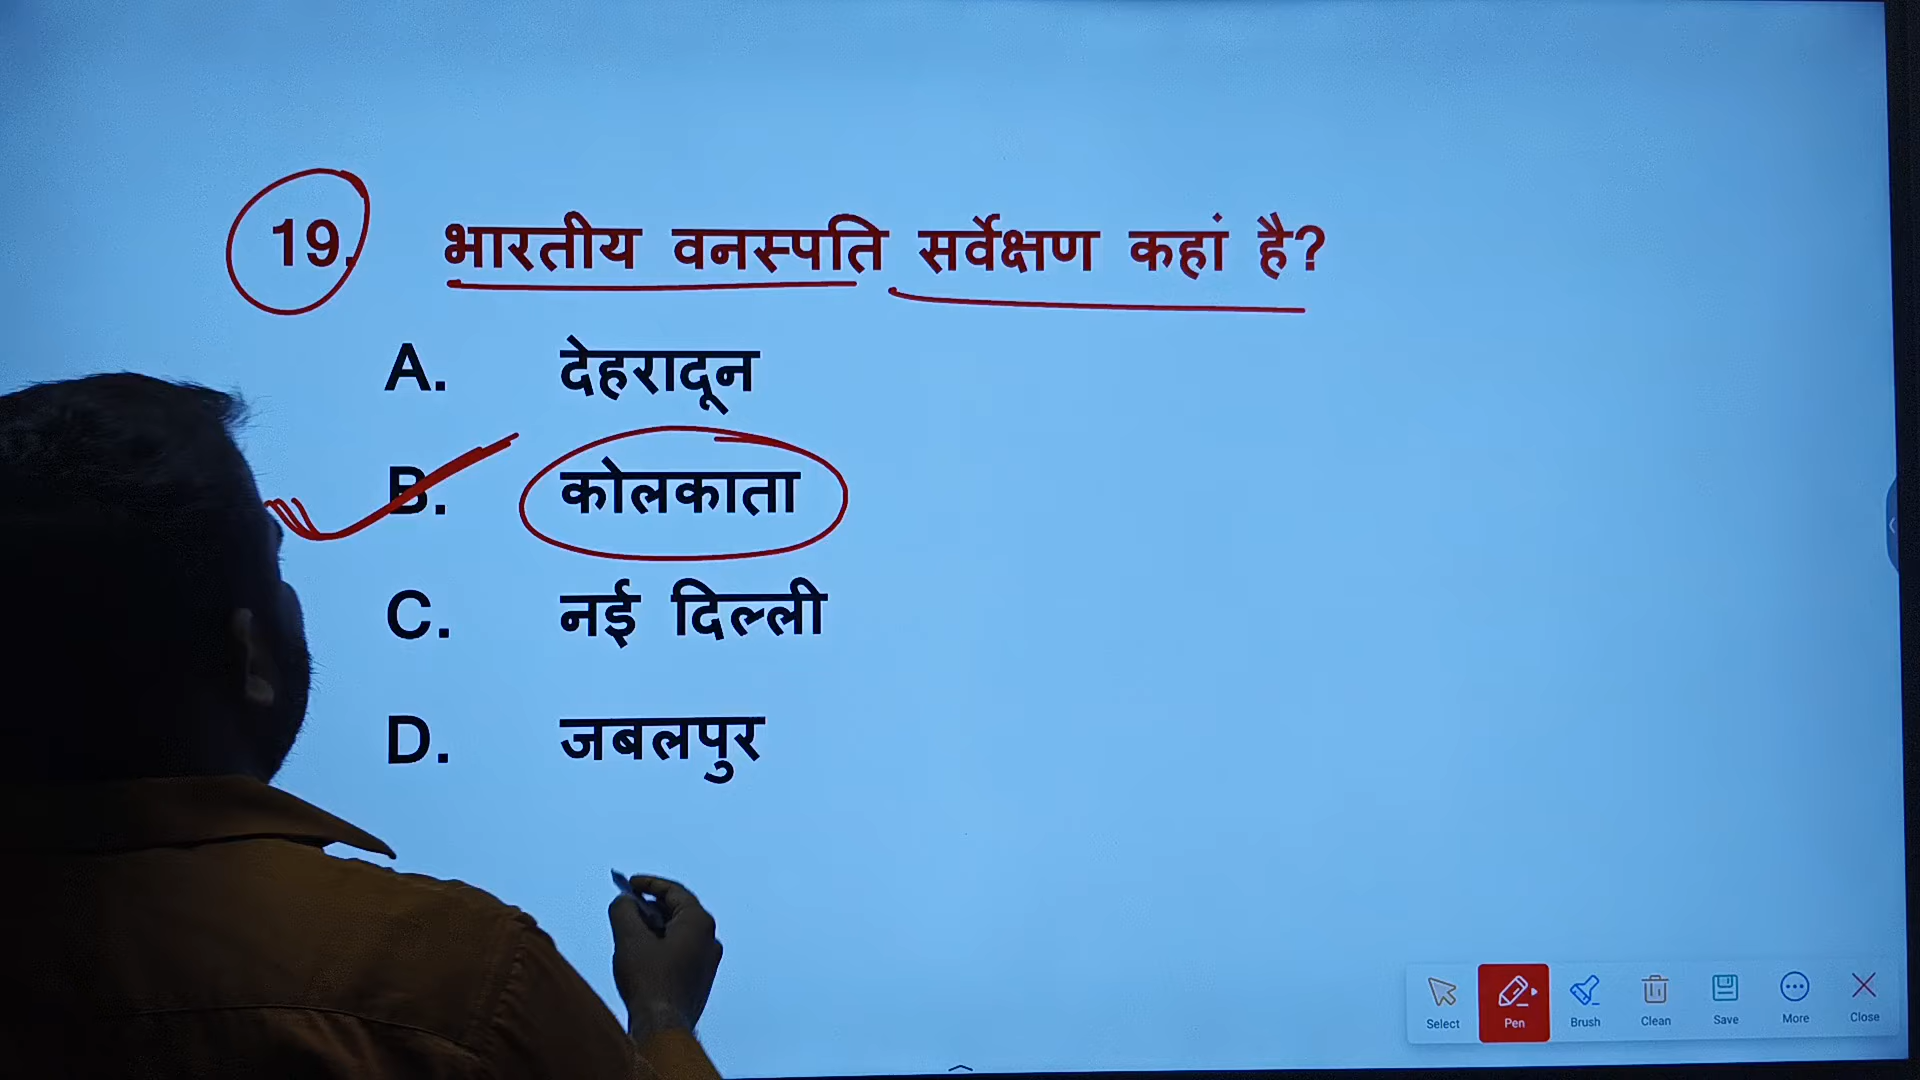 19. भारतीय वनस्पति सर्वेक्षण कहां है?
A. देहरादून
B. कोलकाता
C. नई दिल्ली
D. जबलपुर
Select Pen Brush Clean Save More Close